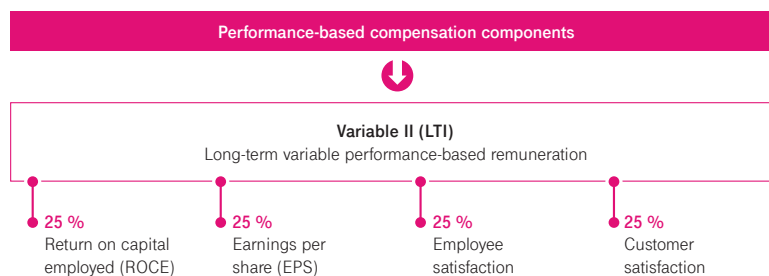 Performance-based compensation components
Variable II (LTI)
Long-term variable performance-based remuneration
25 %
Return on capital
employed (ROCE)
25 %
Earnings per
share (EPS)
25 %
Employee
satisfaction
25 %
Customer
satisfaction